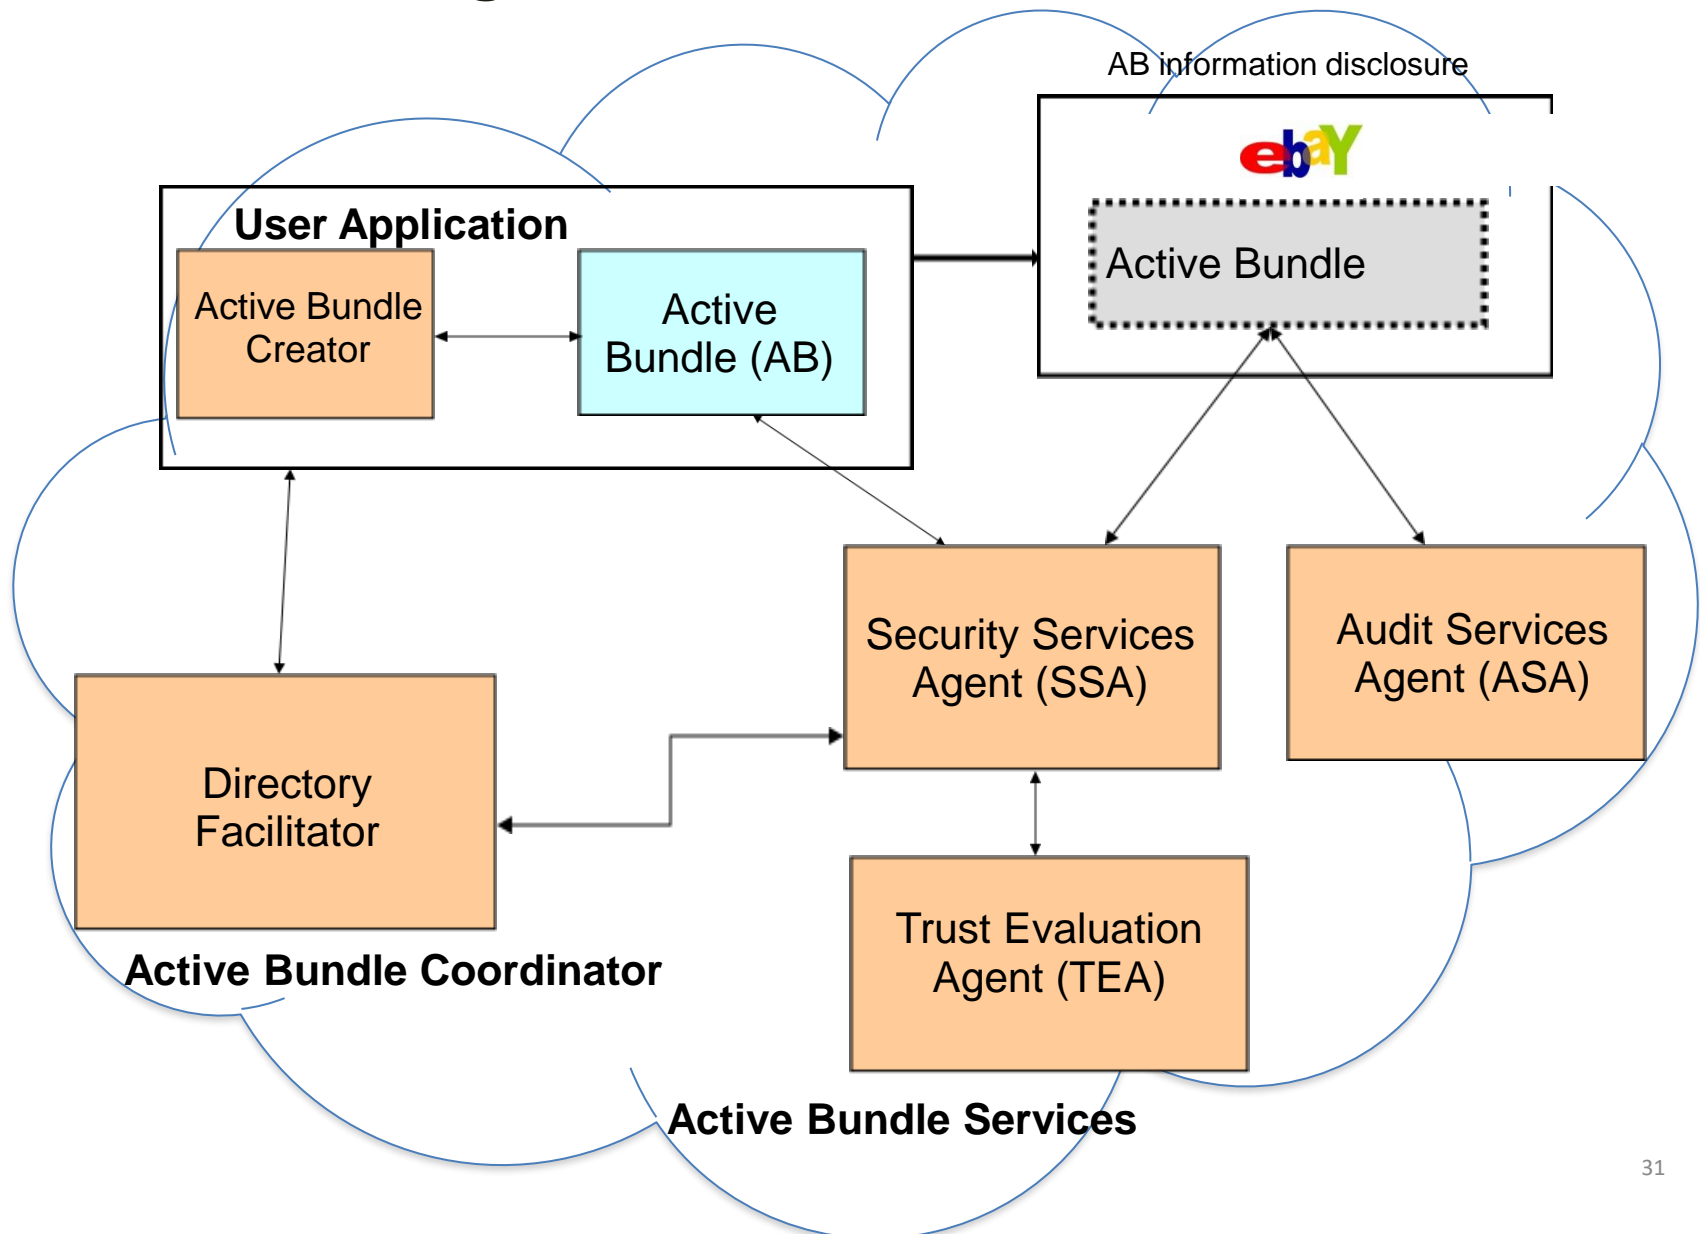 AB information disclosure
ebaY
User Application
Active Bundle
Active Bundle
Creator
Active
Bundle (AB)
Security Services
Agent (SSA)
Audit Services
Agent (ASA)
Directory
Facilitator
Trust Evaluation
Agent (TEA)
Active Bundle Coordinator
Active Bundle Services
31